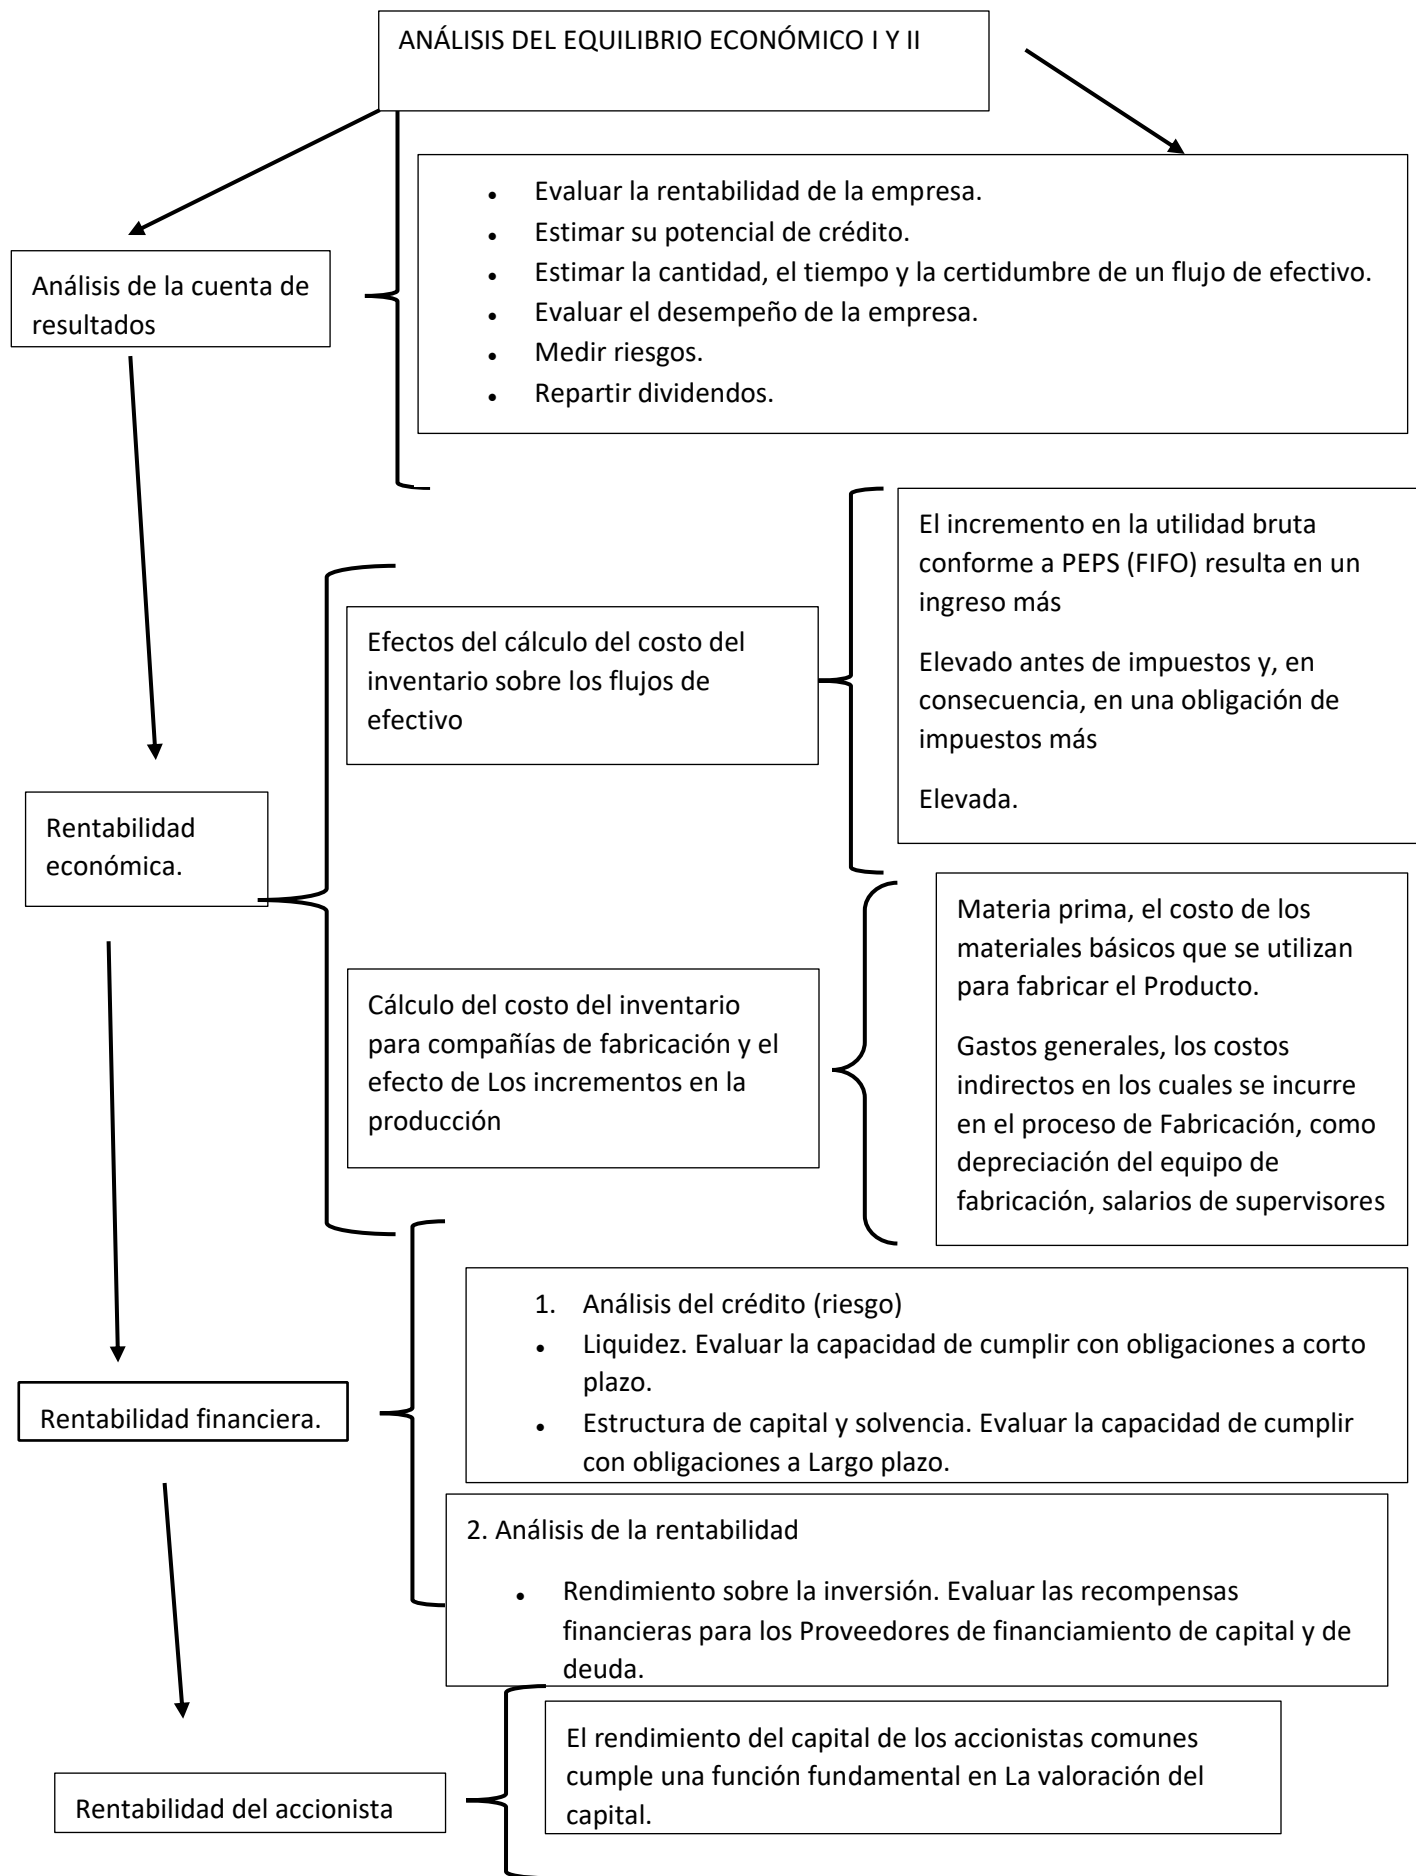 ANÁLISIS DEL EQUILIBRIO ECONÓMICO I Y II
Análisis de la cuenta de
resultados
• Evaluar la rentabilidad de la empresa.
• Estimar su potencial de crédito.
• Estimar la cantidad, el tiempo y la certidumbre de un flujo de efectivo.
• Evaluar el desempeño de la empresa.
• Medir riesgos.
• Repartir dividendos.
Rentabilidad
económica.
Efectos del cálculo del costo del
inventario sobre los flujos de
efectivo
El incremento en la utilidad bruta
conforme a PEPS (FIFO) resulta en un
ingreso más
Elevado antes de impuestos y, en
consecuencia, en una obligación de
impuestos más
Elevada.
Cálculo del costo del inventario
para compañías de fabricación y el
efecto de Los incrementos en la
producción
Materia prima, el costo de los
materiales básicos que se utilizan
para fabricar el Producto.
Gastos generales, los costos
indirectos en los cuales se incurre
en el proceso de Fabricación, como
depreciación del equipo de
fabricación, salarios de supervisores
Rentabilidad financiera.
1. Análisis del crédito (riesgo)
• Liquidez. Evaluar la capacidad de cumplir con obligaciones a corto
plazo.
• Estructura de capital y solvencia. Evaluar la capacidad de cumplir
con obligaciones a Largo plazo.
2. Análisis de la rentabilidad
• Rendimiento sobre la inversión. Evaluar las recompensas
financieras para los Proveedores de financiamiento de capital y de
deuda.
Rentabilidad del accionista
El rendimiento del capital de los accionistas comunes
cumple una función fundamental en La valoración del
capital.